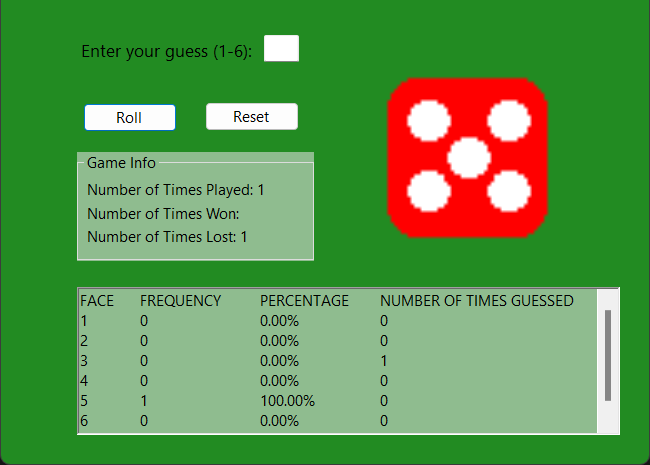 Enter your guess (1-6):
Roll Reset
Game Info
Number of Times Played: 1
Number of Times Won:
Number of Times Lost: 1
FACE FREQUENCY PERCENTAGE NUMBER OF TIMES GUESSED
1 0 0.00% 0
2 0 0.00% 0
3 0 0.00% 1
4 0 0.00% 0
5 1 100.00% 0
6 0 0.00% 0